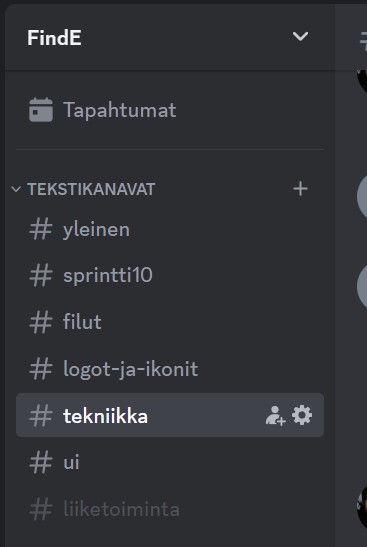 FindE
Tapahtumat
TEKSTIKANAVAT
# yleinen
# sprintti10
# filut
# logot-ja-ikonit
# tekniikka
# ui
# liiketoiminta